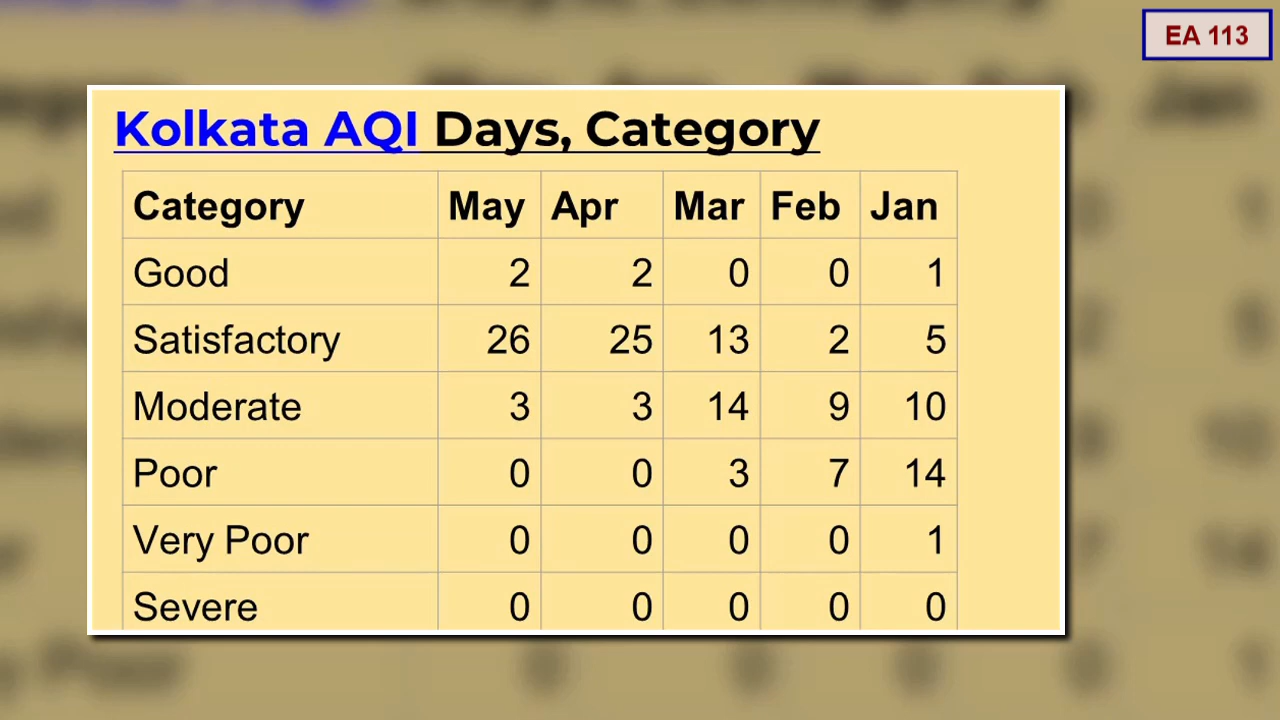 EA 113
Kolkata AQI Days, Category
Category May Apr Mar Feb Jan
Good 2 2 0 0 1
Satisfactory 26 25 13 2 5
Moderate 3 3 14 9 10
Poor 0 0 3 7 14
Very Poor 0 0 0 0 1
Severe 0 0 0 0 0